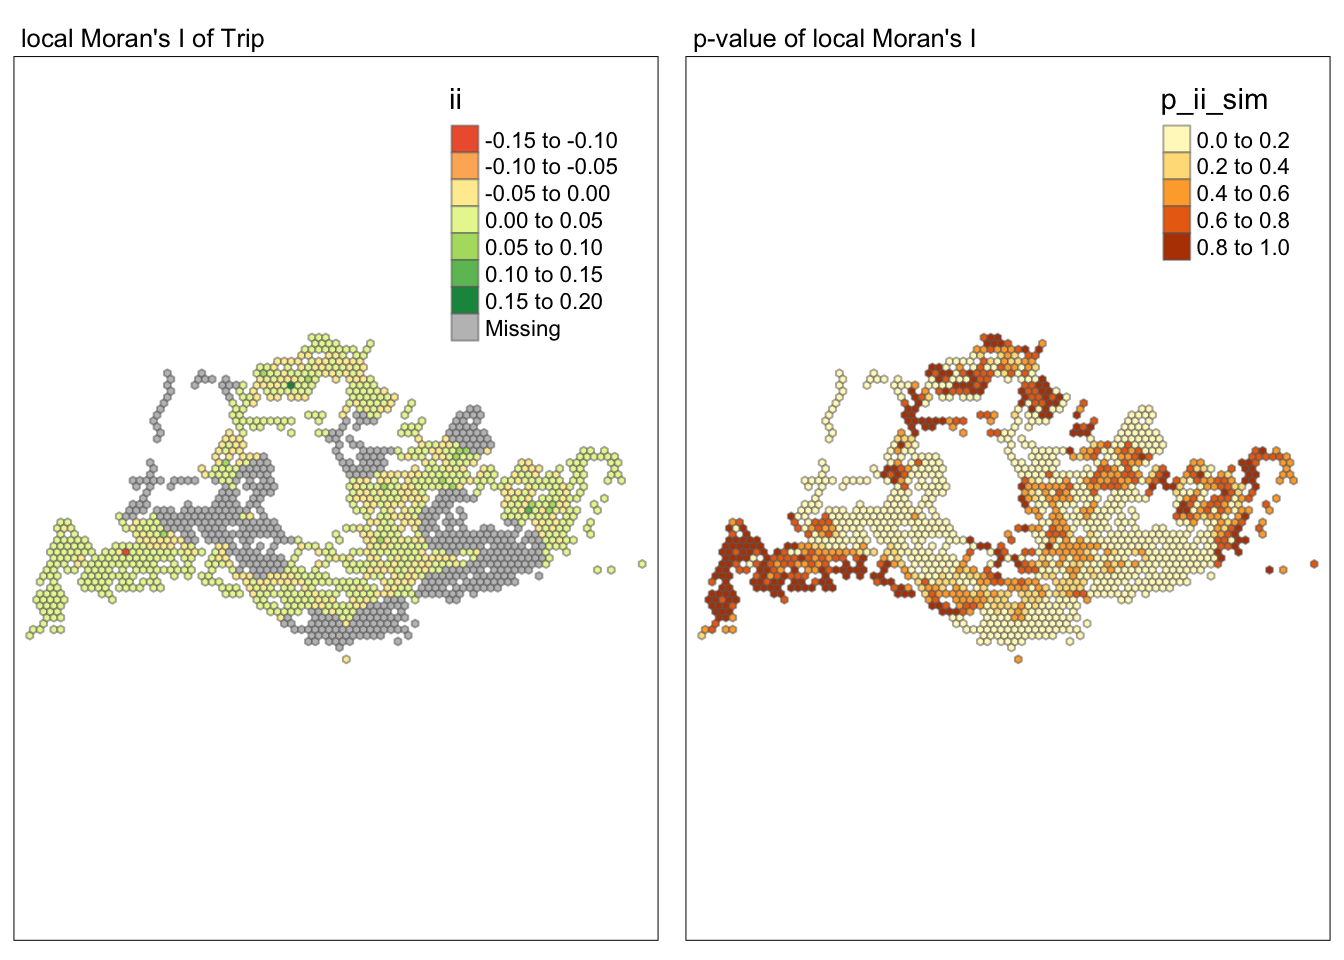 local Moran's I of Trip
ii
-0.15 to -0.10
-0.10 to -0.05
-0.05 to 0.00
0.00 to 0.05
0.05 to 0.10
0.10 to 0.15
0.15 to 0.20
Missing
p-value of local Moran's I
p_ii_sim
0.0 to 0.2
0.2 to 0.4
0.4 to 0.6
0.6 to 0.8
0.8 to 1.0